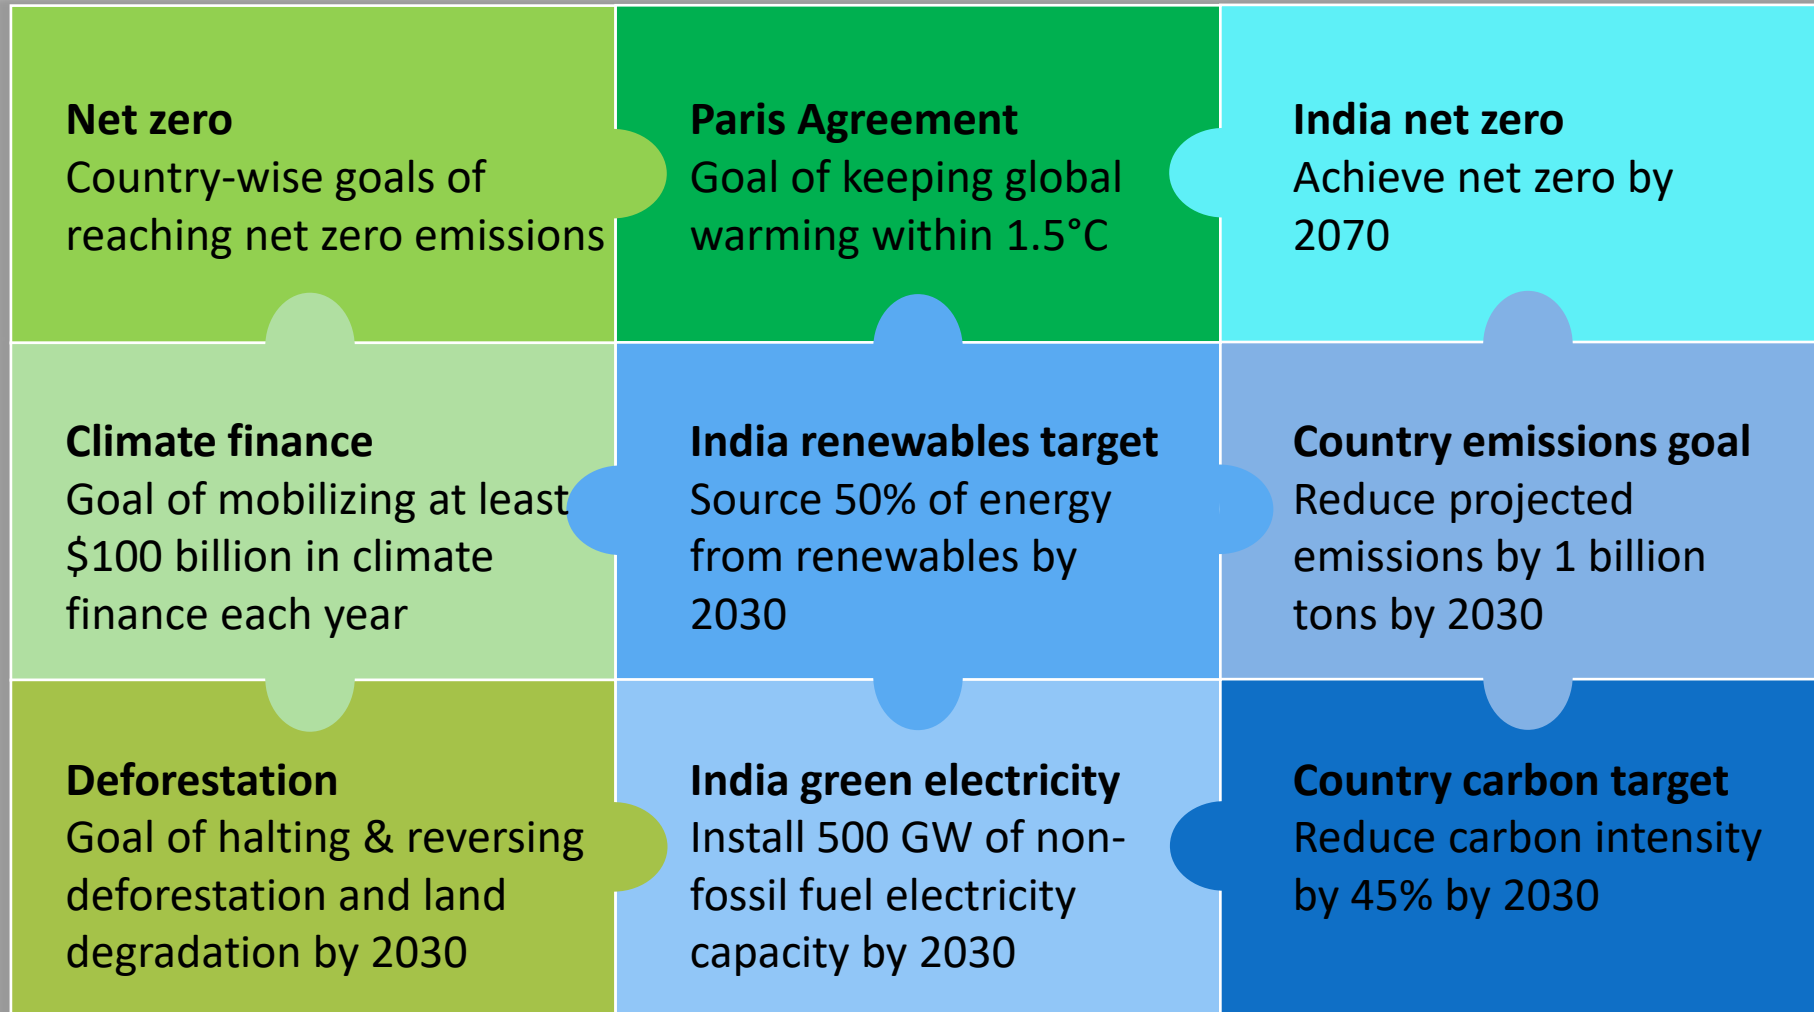 Net zero
Country-wise goals of
reaching net zero emissions
Paris Agreement
Goal of keeping global
warming within 1.5°C
India net zero
Achieve net zero by
2070
Climate finance
Goal of mobilizing at least
$100 billion in climate
finance each year
India renewables target
Source 50% of energy
from renewables by
2030
Country emissions goal
Reduce projected
emissions by 1 billion
tons by 2030
Deforestation
Goal of halting & reversing
deforestation and land
degradation by 2030
India green electricity
Install 500 GW of non-
fossil fuel electricity
capacity by 2030
Country carbon target
Reduce carbon intensity
by 45% by 2030